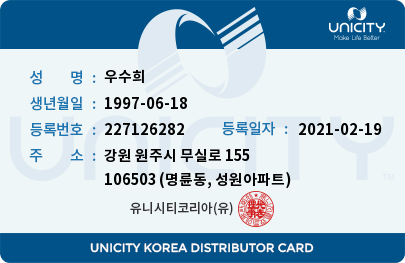 UNICITY
Make Life Better
성 명 : 우수희
생년월일 : 1997-06-18
등록번호 : 227126282 등록일자 : 2021-02-19
주 소 : 강원 원주시 무실로 155
106503 (명륜동, 성원아파트)
유니시티코리아(유)
UNICITY KOREA DISTRIBUTOR CARD